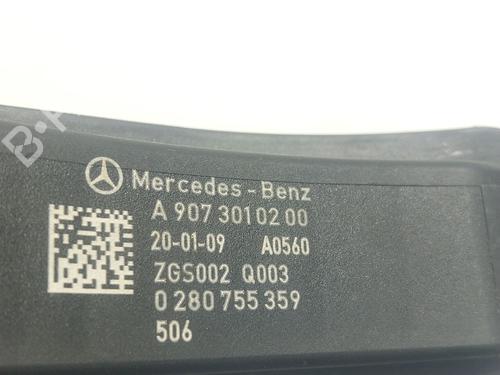 Mercedes-Benz
A 907 301 02 00
20-01-09 A0560
ZGS002 Q003
0 280 755 359
506